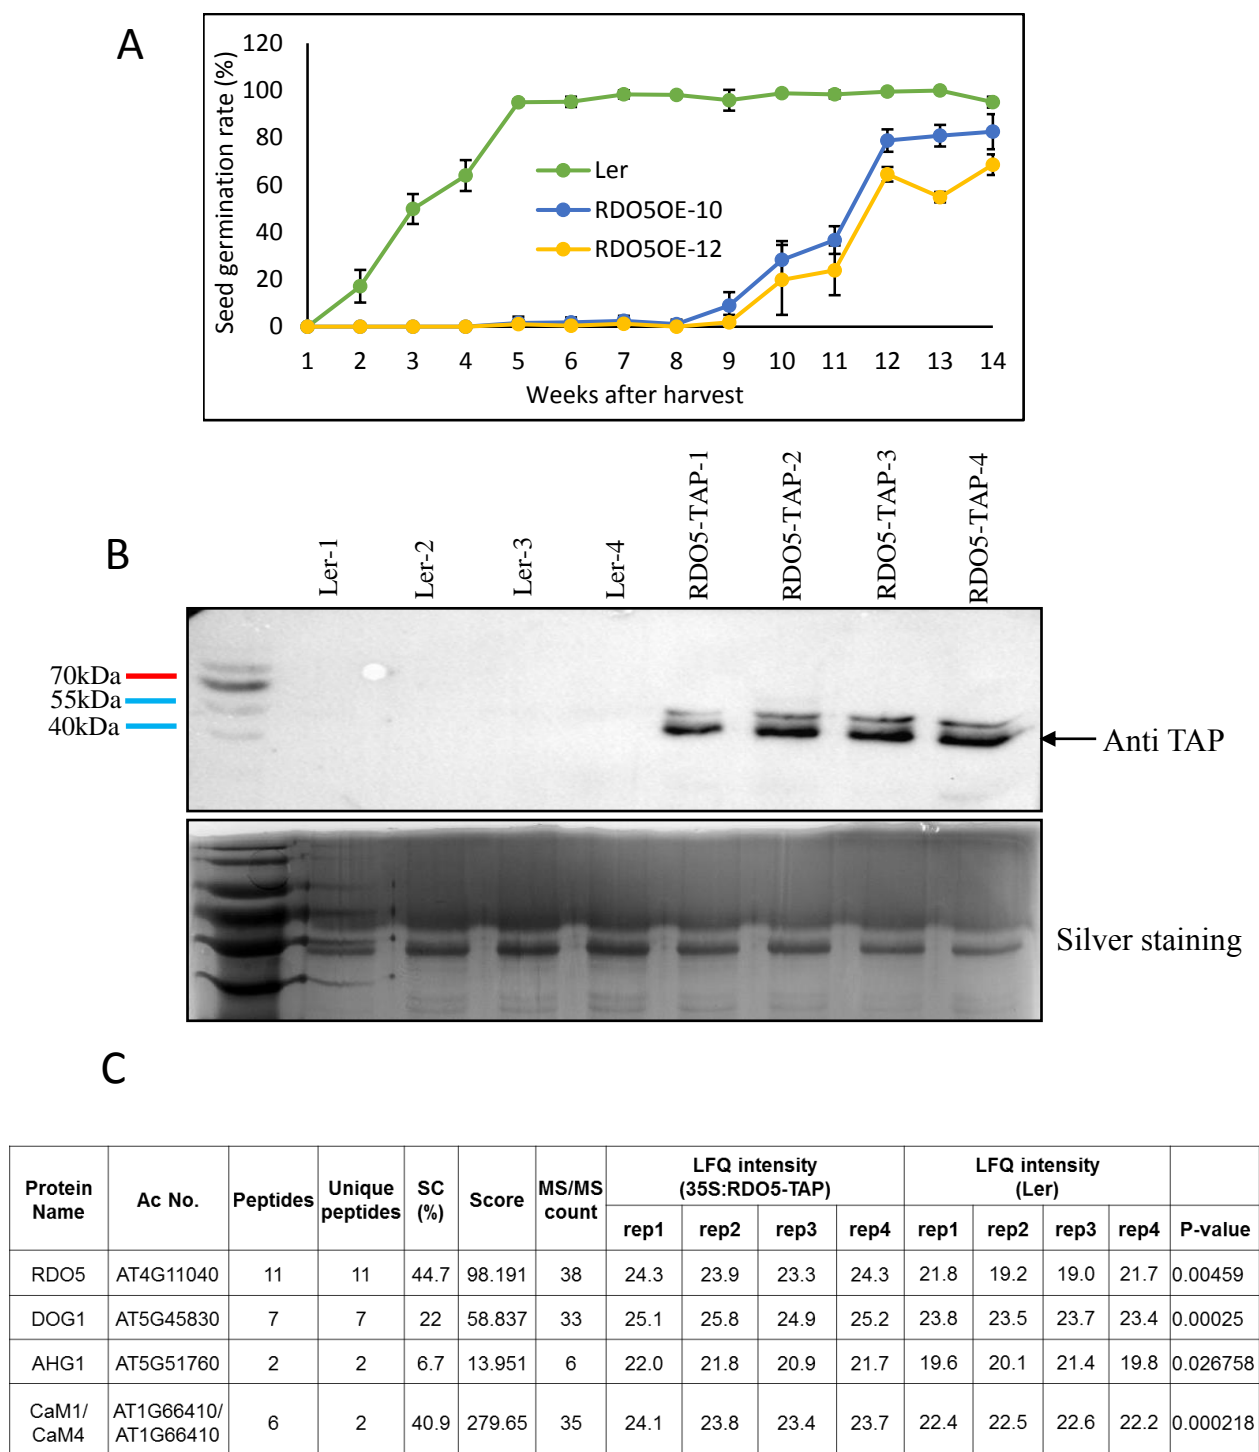 A
Seed germination rate (%)
120
100
80
60
40
20
0
Ler
RDO5OE-10
RDO5OE-12
1 2 3 4 5 6 7 8 9 10 11 12 13 14
Weeks after harvest
B
Ler-1 Ler-2 Ler-3 Ler-4 RDO5-TAP-1 RDO5-TAP-2 RDO5-TAP-3 RDO5-TAP-4
70kDa
55kDa
40kDa
Anti TAP
Silver staining
C
Protein Name Ac No. Peptides Unique peptides SC (%) Score MS/MS count LFQ intensity (35S:RDO5-TAP) LFQ intensity (Ler)
rep1 rep2 rep3 rep4 rep1 rep2 rep3 rep4 P-value
RDO5 AT4G11040 11 11 44.7 98.191 38 24.3 23.9 23.3 24.3 21.8 19.2 19.0 21.7 0.00459
DOG1 AT5G45830 7 7 22 58.837 33 25.1 25.8 24.9 25.2 23.8 23.5 23.7 23.4 0.00025
AHG1 AT5G51760 2 2 6.7 13.951 6 22.0 21.8 20.9 21.7 19.6 20.1 21.4 19.8 0.026758
CaM1/ CaM4 AT1G66410/ AT1G66410 6 2 40.9 279.65 35 24.1 23.8 23.4 23.7 22.4 22.5 22.6 22.2 0.000218